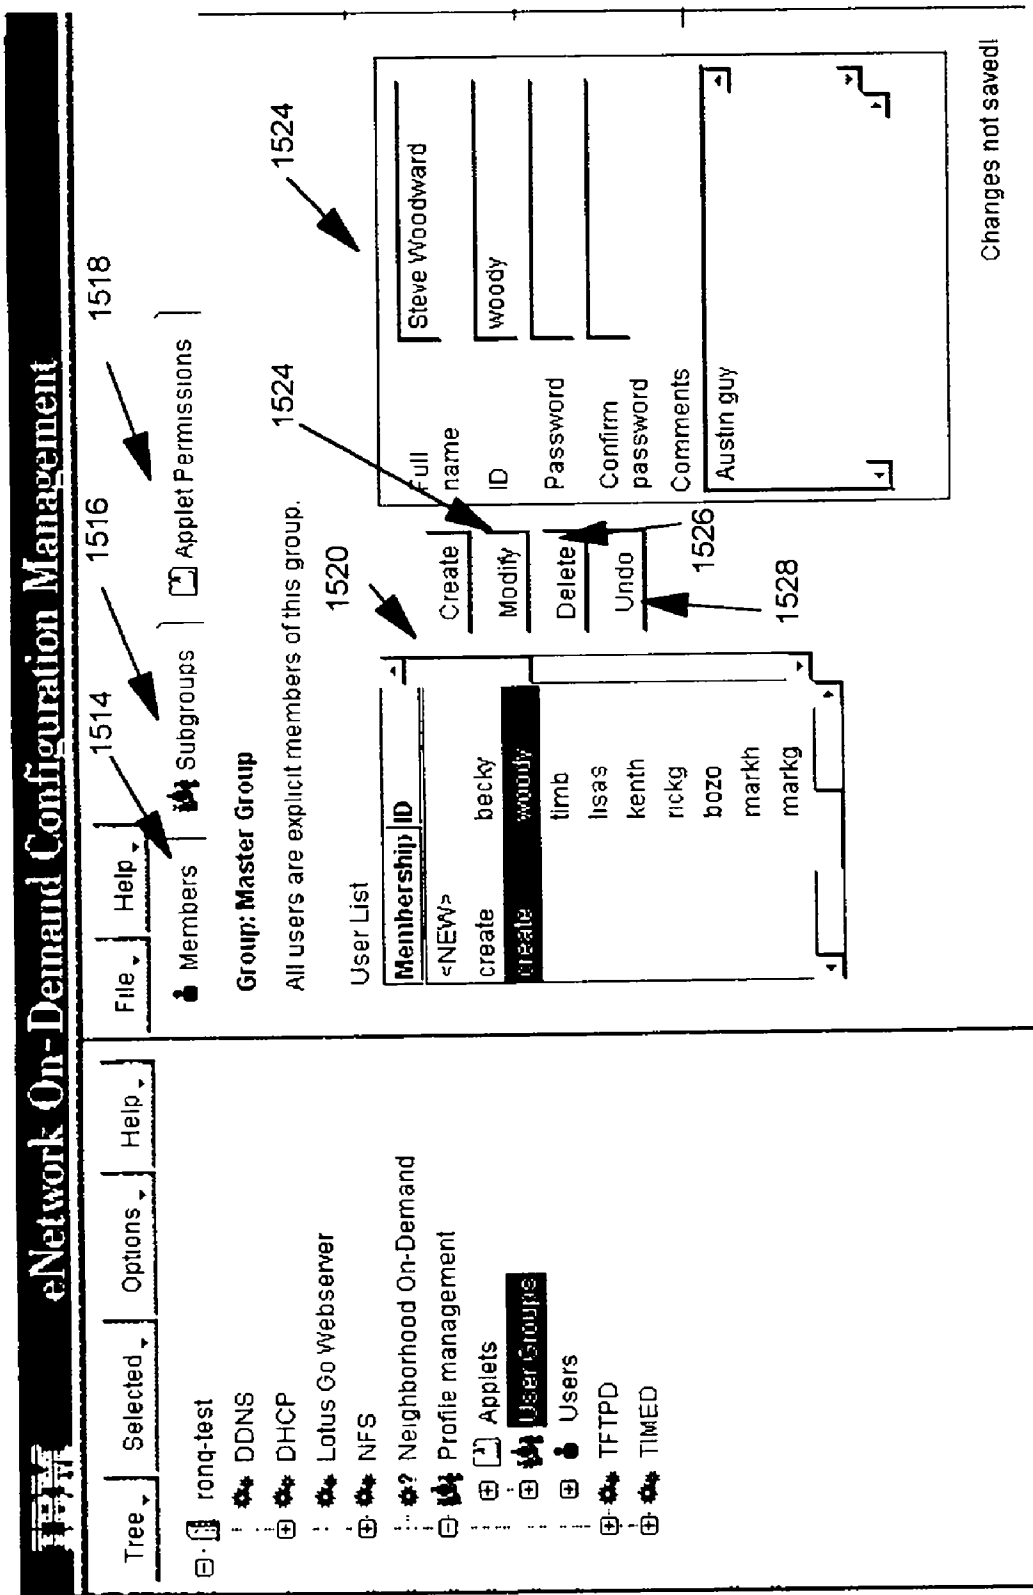 IBM
eNetwork On-Demand Configuration Management
Tree
Selected
Options
Help
ronq-test
DDNS
DHCP
Lotus Go Webserver
NFS
Neighborhood On-Demand
Profile management
Applets
User Groups
Users
TFTPD
TIMED
File
Help
1514
1516
1518
Members
Subgroups
Applet Permissions
Group: Master Group
All users are explicit members of this group.
User List
1520
1524
1524
Membership ID
<NEW>
create becky
create woody
timb
lisas
kenth
rickg
bozo
markh
markg
Create
Modify
Delete
Undo
1526
1528
Full name
Steve Woodward
ID
woody
Password
Confirm password
Comments
Austin guy
Changes not saved!